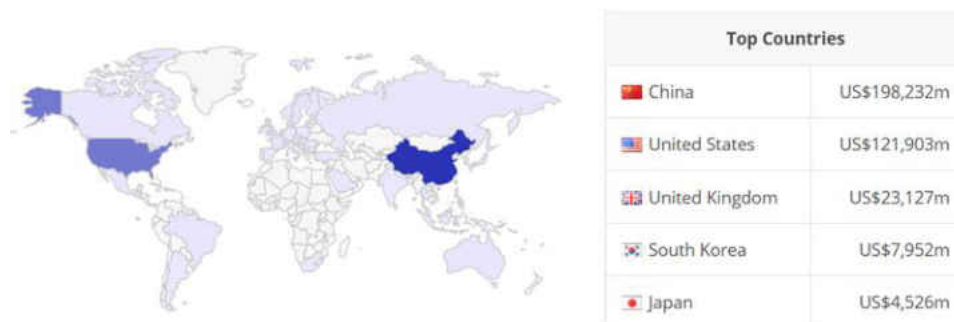 Top Countries
China US$198,232m
United States US$121,903m
United Kingdom US$23,127m
South Korea US$7,952m
Japan US$4,526m